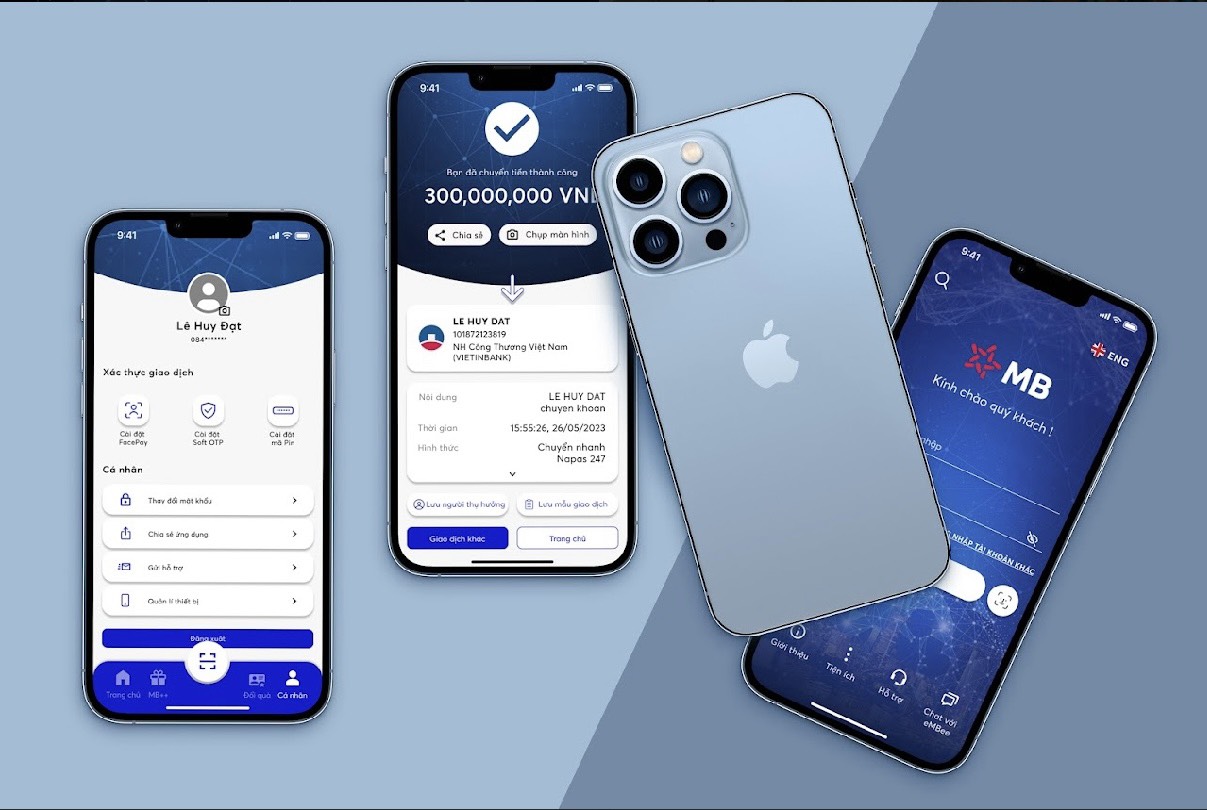 9:41
Lê Huy Đạt
084*******
Xác thực giao dịch
Cài đặt
FacePay
Cài đặt
Soft OTP
Cài đặt
mã Pin
Cá nhân
Thay đổi mật khẩu
Chia sẻ ứng dụng
Gửi hỗ trợ
Quản lí thiết bị
Đăng xuất
Trang chủ
MB++
Đổi quà
Cá nhân
9:41
Bạn đã chuyển tiền thành công
300,000,000 VN
Chia sẻ
Chụp màn hình
LE HUY DAT
101872123819
NH Công Thương Việt Nam
(VIETINBANK)
Nôi dung
LE HUY DAT
chuyen khoan
Thời gian
15:55:26, 26/05/2023
Hình thức
Chuyển nhanh
Napas 247
Lưu người thụ hưởng
Lưu mẫu giao dịch
Giao dịch khác
Trang chủ
9:41
ENG
MB
Kính chào quý khách !
NHẬP TÀI KHOẢN KHÁC
Giới thiệu
Tiện ích
Hỗ trợ
Chat với
eMBee